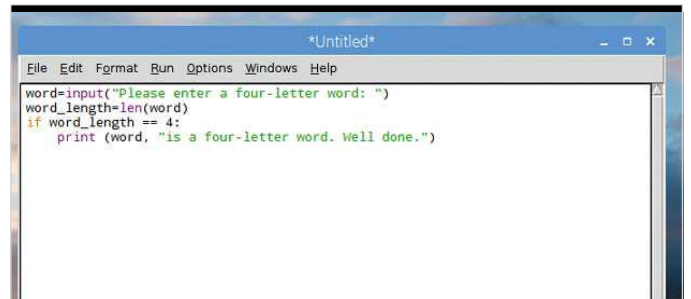 *Untitled*
File Edit Format Run Options Windows Help
word=input("Please enter a four-letter word: ")
word_length=len(word)
if word_length == 4:
    print (word, "is a four-letter word. Well done.")